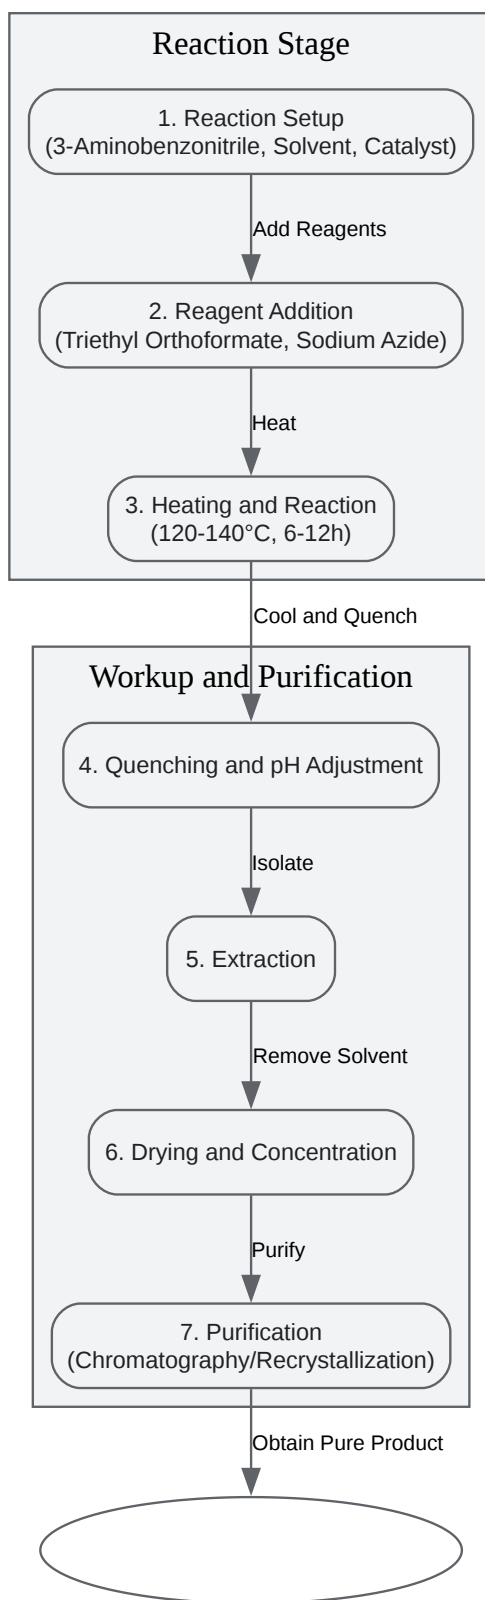 Reaction Stage
1. Reaction Setup
(3-Aminobenzonitrile, Solvent, Catalyst)
Add Reagents
2. Reagent Addition
(Triethyl Orthoformate, Sodium Azide)
Heat
3. Heating and Reaction
(120-140°C, 6-12h)
Cool and Quench
Workup and Purification
4. Quenching and pH Adjustment
Isolate
5. Extraction
Remove Solvent
6. Drying and Concentration
Purify
7. Purification
(Chromatography/Recrystallization)
Obtain Pure Product